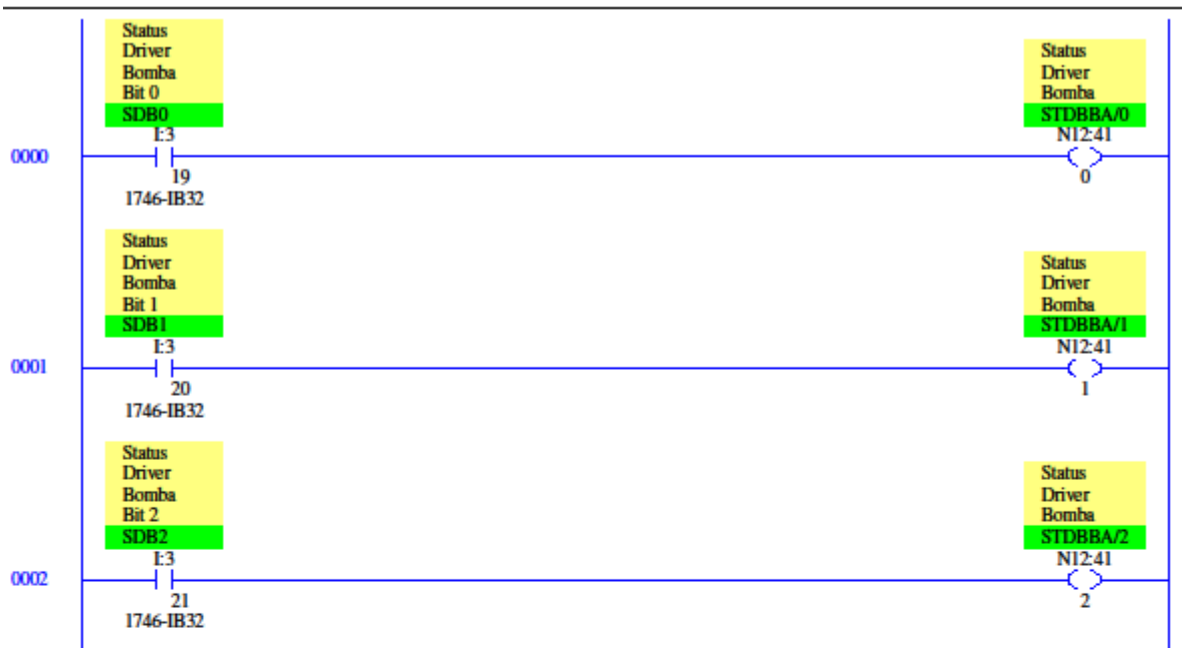 Status
Driver
Bomba
Bit 0
SDB0
I:3
19
1746-IB32
Status
Driver
Bomba
STDBBA/0
N12:41
0
0000
Status
Driver
Bomba
Bit 1
SDB1
I:3
20
1746-IB32
Status
Driver
Bomba
STDBBA/1
N12:41
1
0001
Status
Driver
Bomba
Bit 2
SDB2
I:3
21
1746-IB32
Status
Driver
Bomba
STDBBA/2
N12:41
2
0002